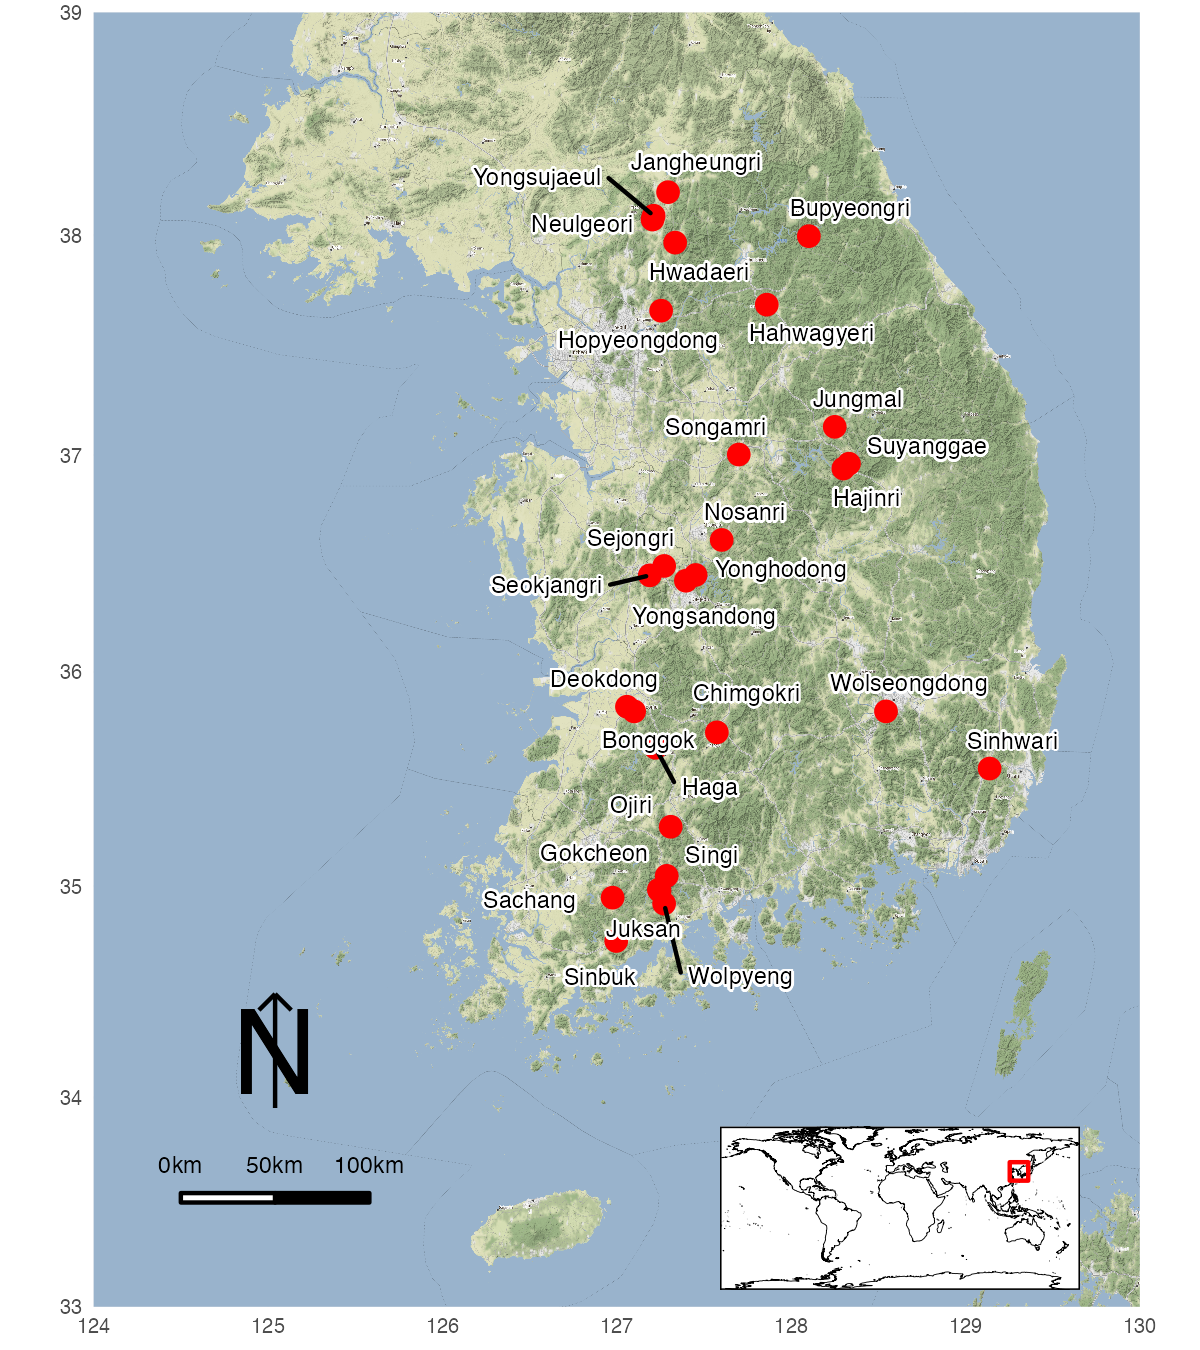 39
Jangheungri
Yongsujaeul
Bupyeongri
Neulgeori
38
Hwadaeri
Hahwagyeri
Hopyeongdong
Jungmal
Songamri
Suyanggae
37
Hajinri
Nosanri
Sejongri
Yonghodong
Seokjangri
Yongsandong
36
Deokdong
Chimgokri
Wolseongdong
Bonggok
Sinhwari
Haga
Ojiri
Gokcheon
Singi
35
Sachang
Juksan
Sinbuk
Wolpyeng
N
34
0km 50km 100km
33
124 125 126 127 128 129 130